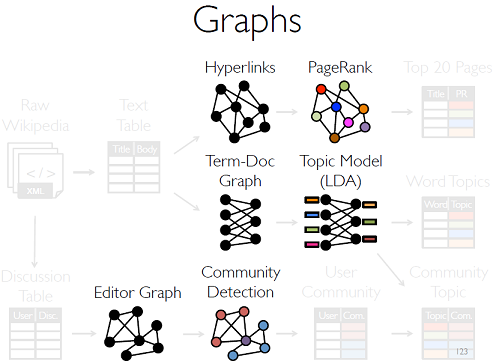 Graphs
Hyperlinks
PageRank
Top 20 Pages
Title PR
Raw
Wikipedia
Text
Table
Title Body
</>
XML
Term-Doc
Graph
Topic Model
(LDA)
Word Topics
Word Topic
Discussion
Table
User Disc.
Editor Graph
Community
Detection
User
Community
User Com.
Community
Topic
Topic Com.
123